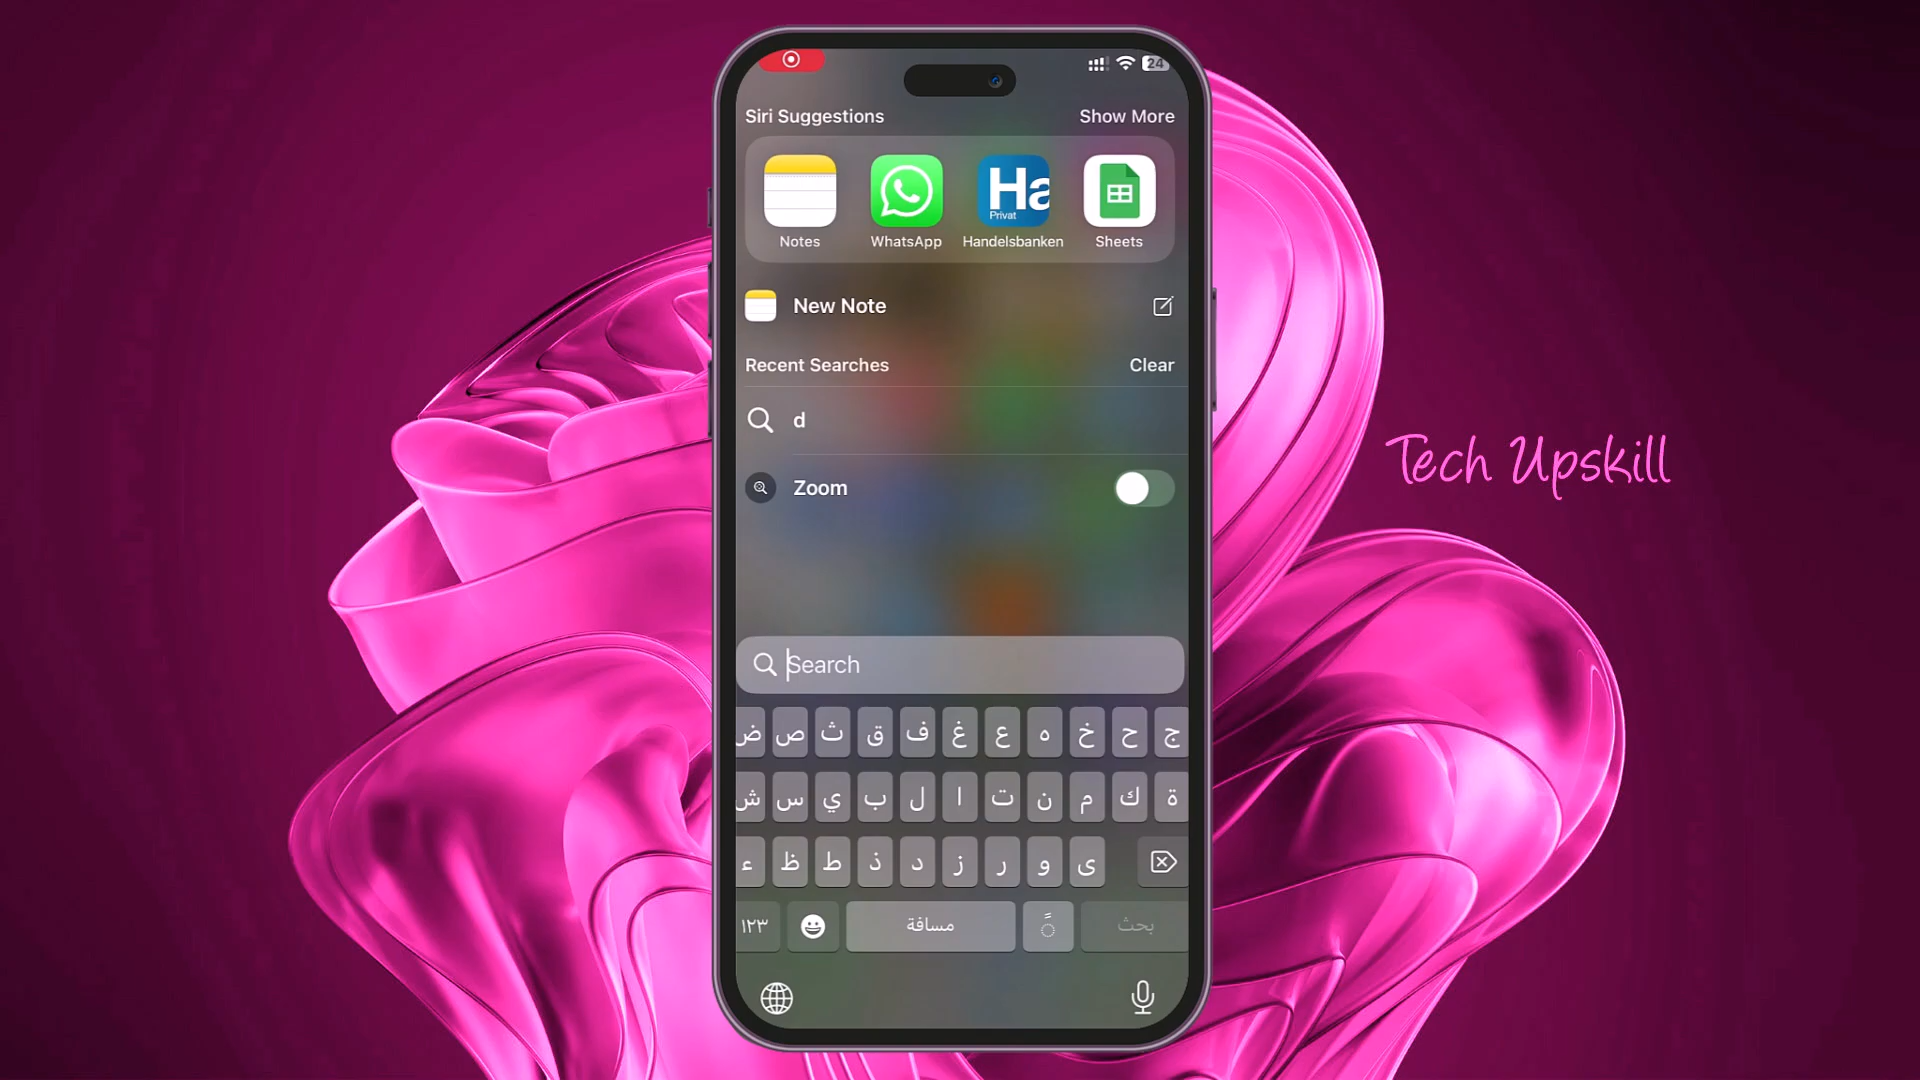 24
Siri Suggestions Show More
Ha
Privat
Notes WhatsApp Handelsbanken Sheets
New Note
Recent Searches Clear
d
Zoom
Tech Upskill
Search
ض ص ث ق ف غ ع ه خ ح ج
ش س ي ب ل ا ت ن م ك ة
ء ظ ط ذ د ز ر و ى
١٢٣ مسافة بحث